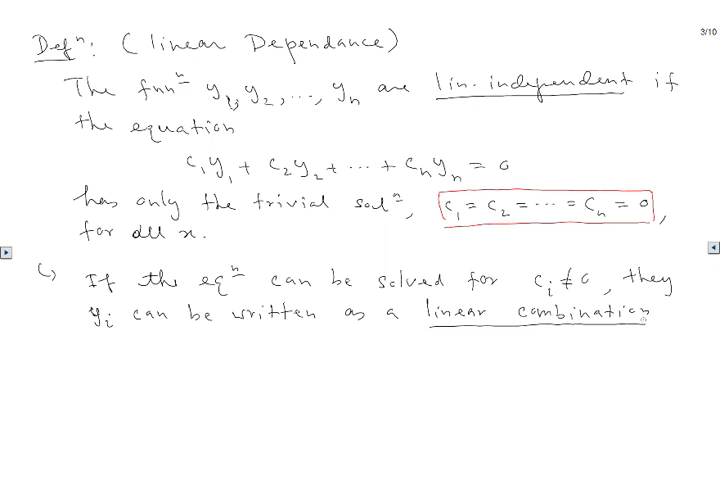 3/10
Defⁿ: (linear Dependance)
The funⁿ y₁, y₂, ..., yₙ are lin. independent if
the equation
c₁y₁ + c₂y₂ + ... + cₙyₙ = 0
has only the trivial solⁿ, c₁ = c₂ = ... = cₙ = 0,
for all x.
If the eqⁿ can be solved for cᵢ ≠ 0, they
yᵢ can be written as a linear combination